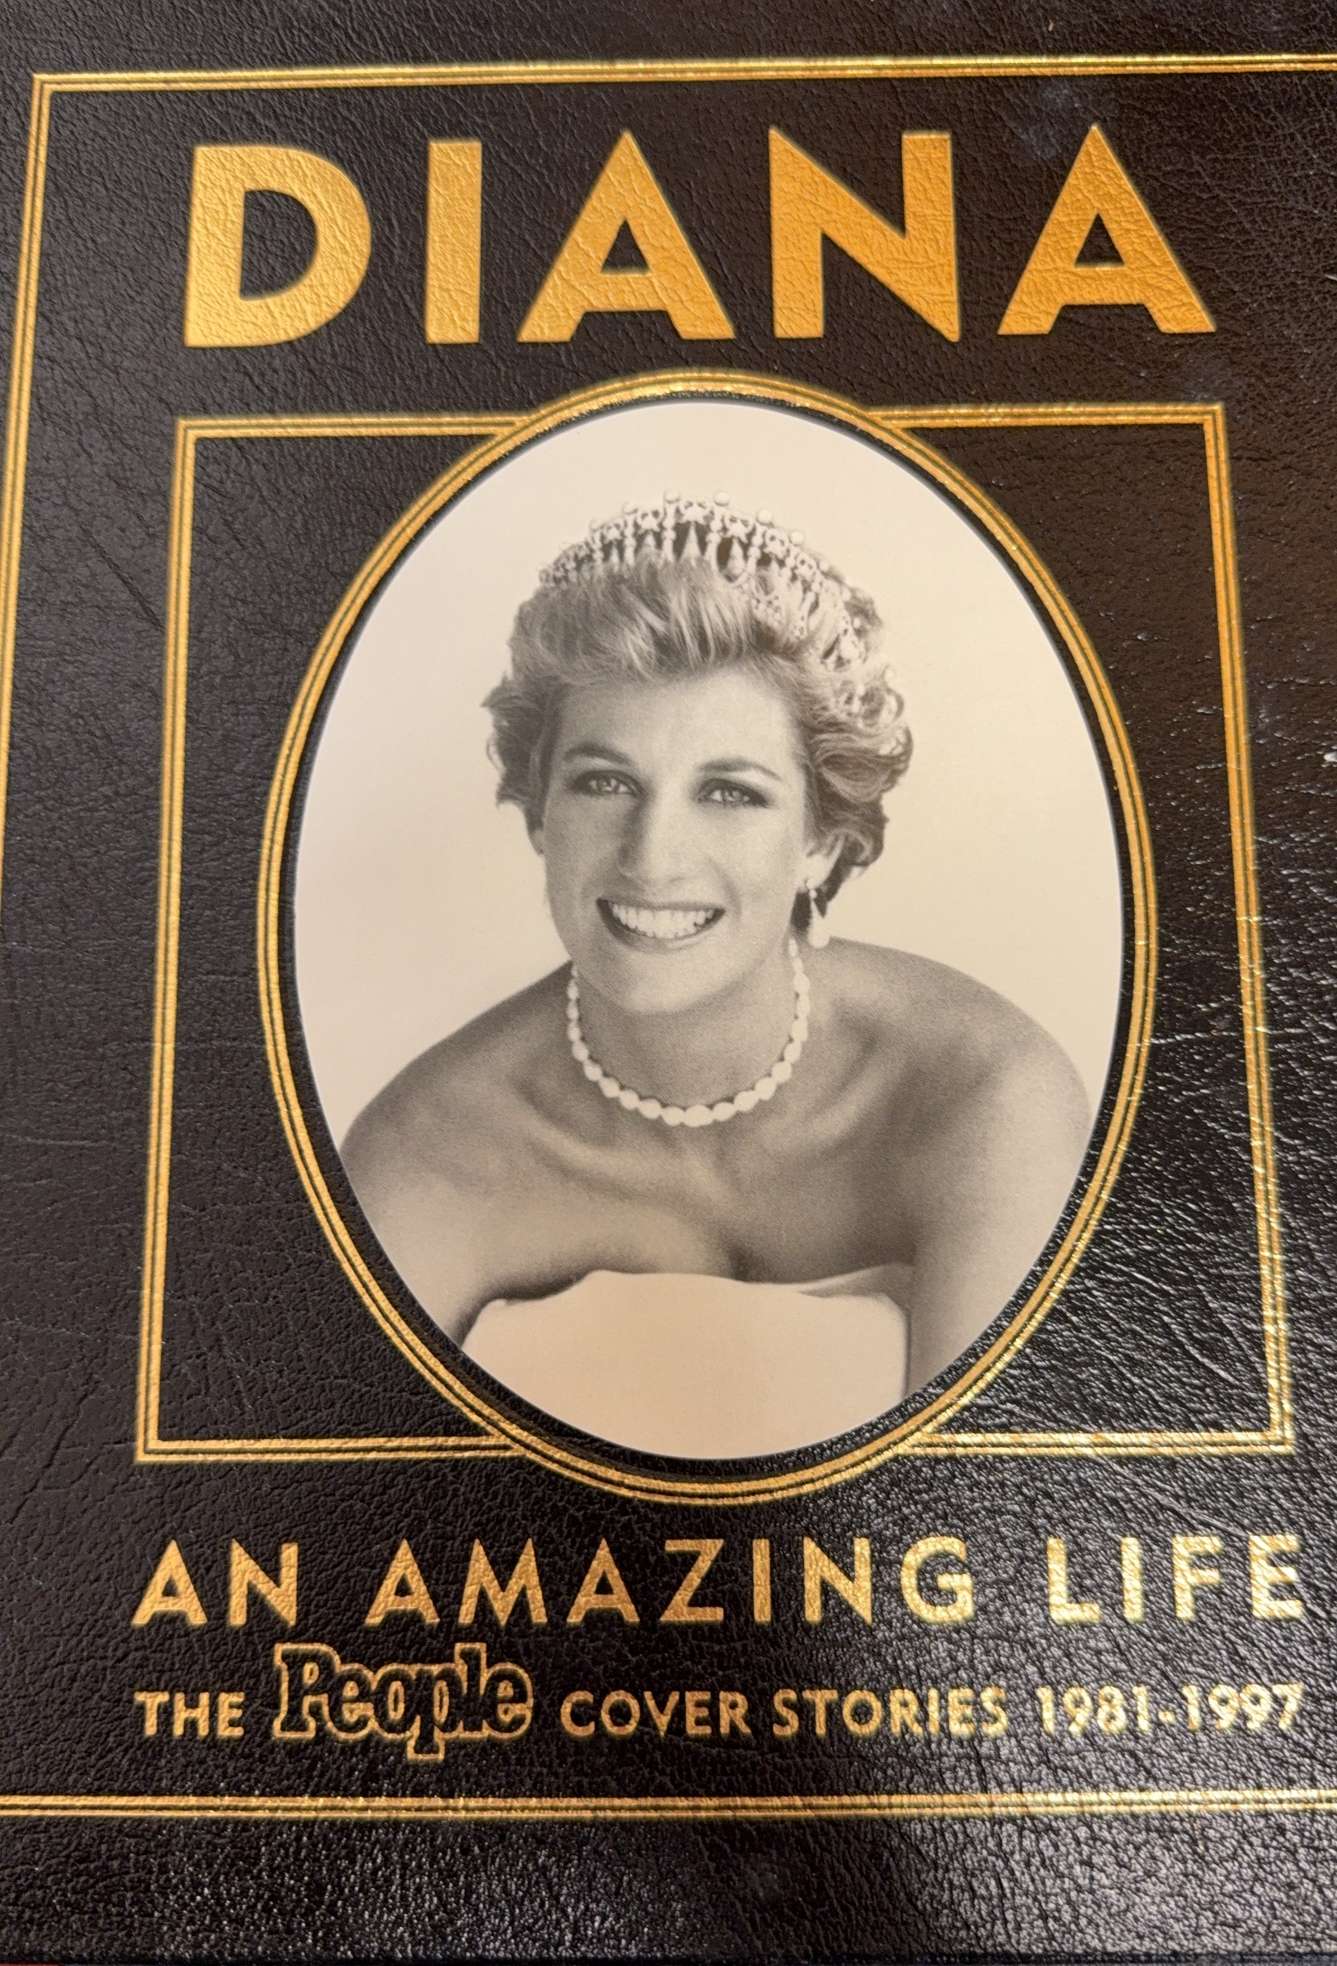 DIANA
AN AMAZING LIFE
THE People COVER STORIES 1981-1997